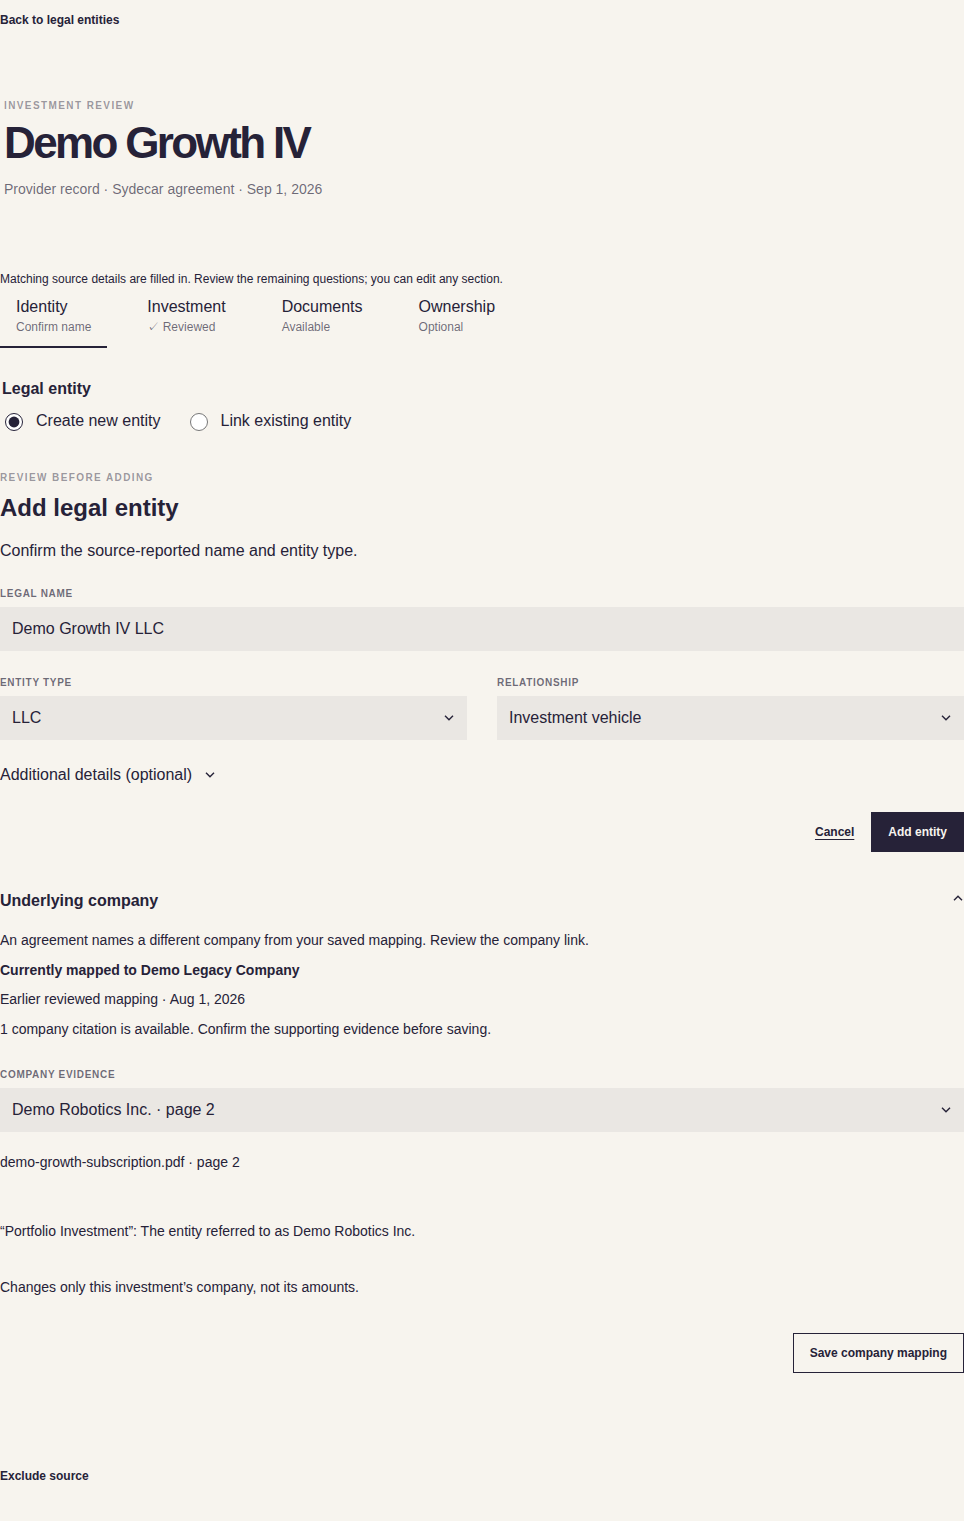 Back to legal entities
INVESTMENT REVIEW
Demo Growth IV
Provider record · Sydecar agreement · Sep 1, 2026
Matching source details are filled in. Review the remaining questions; you can edit any section.
Identity Investment Documents Ownership
Confirm name ✓ Reviewed Available Optional
Legal entity
Create new entity Link existing entity
REVIEW BEFORE ADDING
Add legal entity
Confirm the source-reported name and entity type.
LEGAL NAME
Demo Growth IV LLC
ENTITY TYPE RELATIONSHIP
LLC Investment vehicle
Additional details (optional)
Cancel Add entity
Underlying company
An agreement names a different company from your saved mapping. Review the company link.
Currently mapped to Demo Legacy Company
Earlier reviewed mapping · Aug 1, 2026
1 company citation is available. Confirm the supporting evidence before saving.
COMPANY EVIDENCE
Demo Robotics Inc. · page 2
demo-growth-subscription.pdf · page 2
“Portfolio Investment”: The entity referred to as Demo Robotics Inc.
Changes only this investment’s company, not its amounts.
Save company mapping
Exclude source